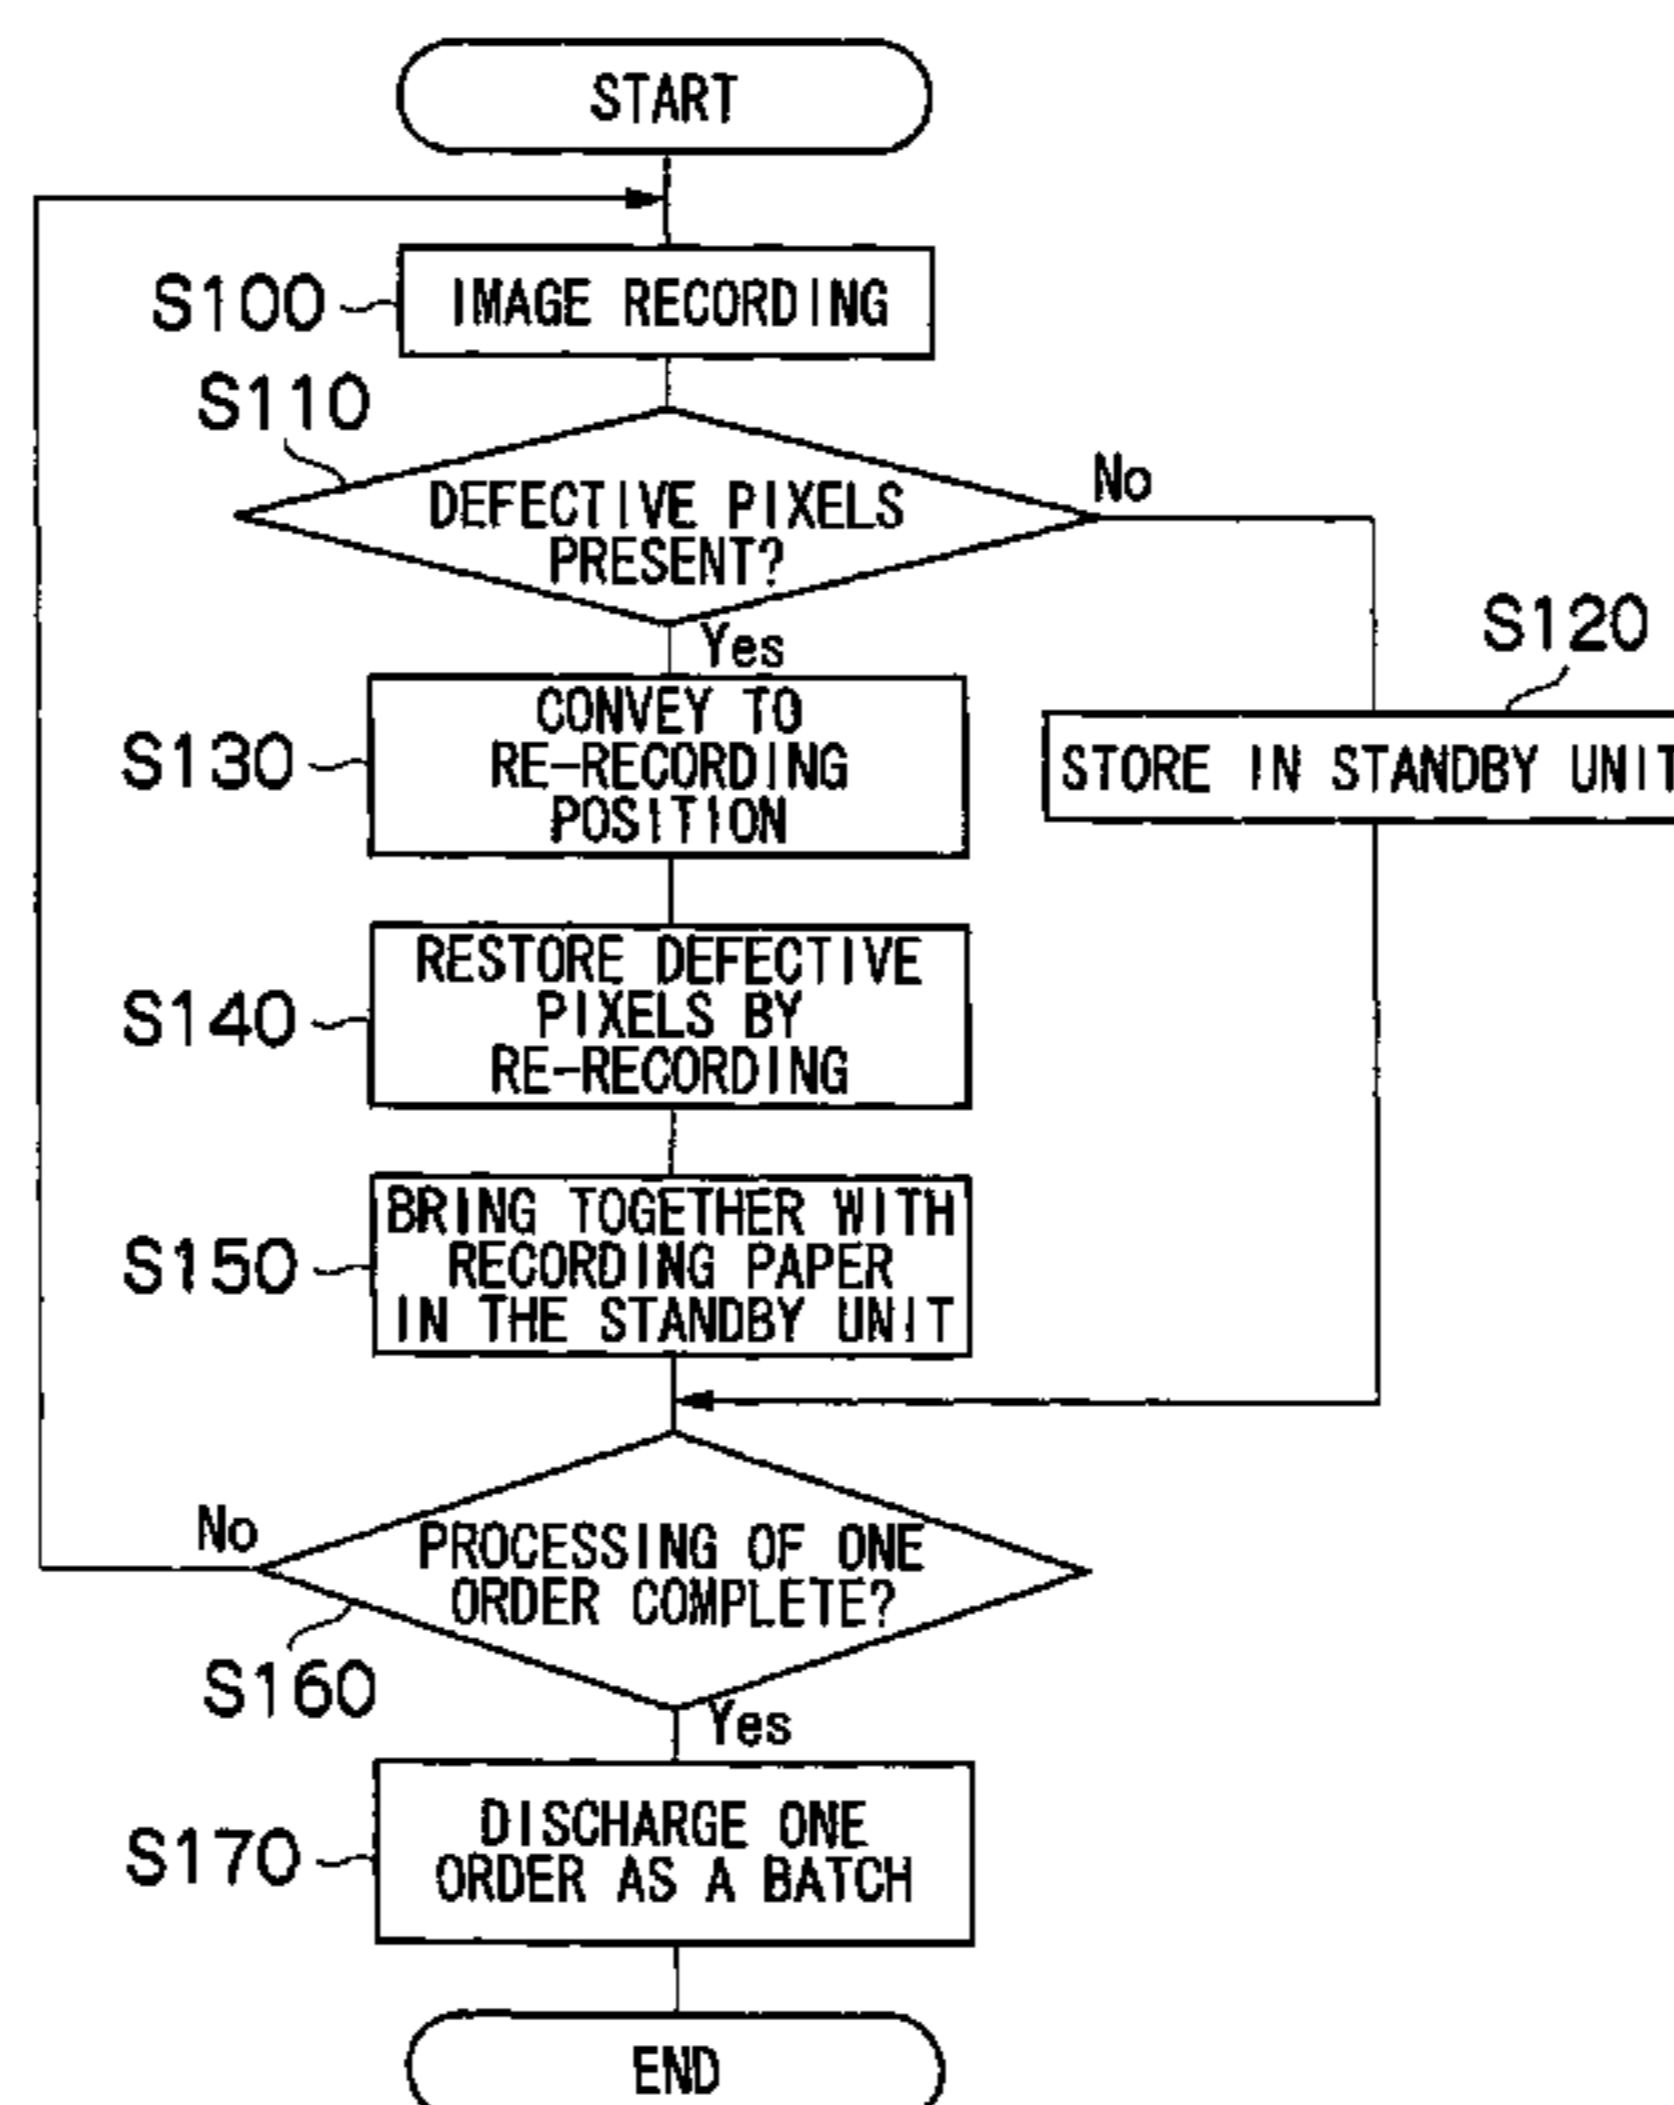 START
S100
IMAGE RECORDING
S110
DEFECTIVE PIXELS
PRESENT?
No
Yes
S120
STORE IN STANDBY UNIT
S130
CONVEY TO
RE-RECORDING
POSITION
S140
RESTORE DEFECTIVE
PIXELS BY
RE-RECORDING
S150
BRING TOGETHER WITH
RECORDING PAPER
IN THE STANDBY UNIT
No
PROCESSING OF ONE
ORDER COMPLETE?
S160
Yes
S170
DISCHARGE ONE
ORDER AS A BATCH
END